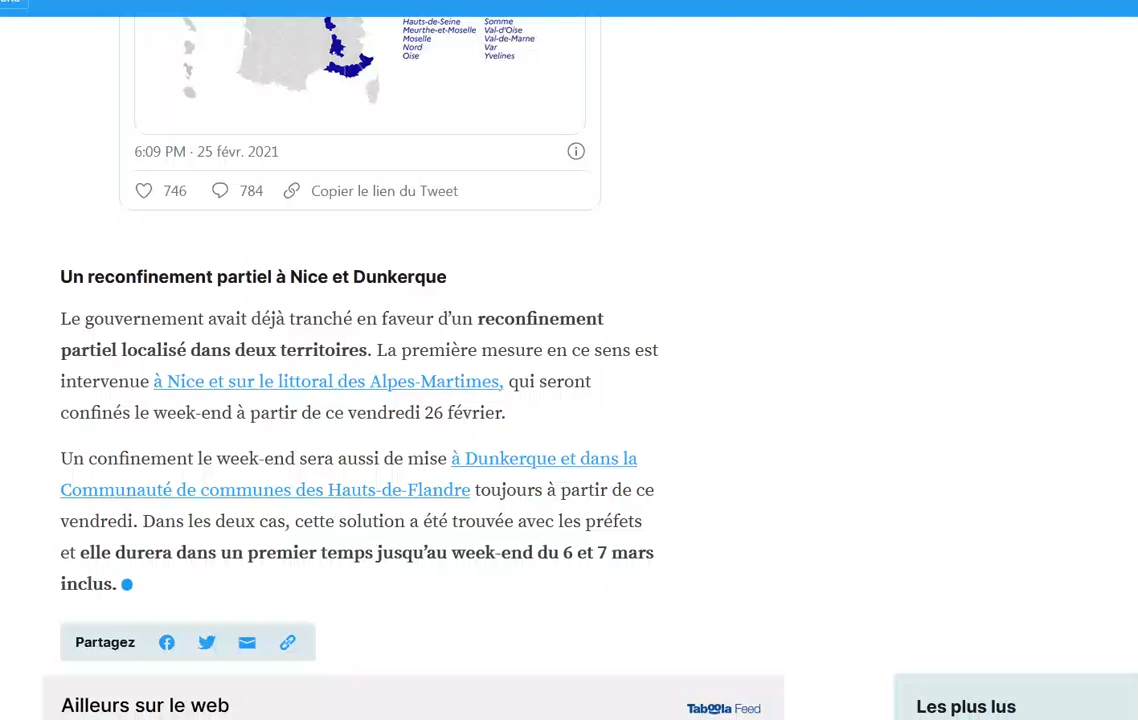 Hauts-de-Seine
Meurthe-et-Moselle
Moselle
Nord
Oise
Somme
Val-d'Oise
Val-de-Marne
Var
Yvelines
6:09 PM · 25 févr. 2021
746 784 Copier le lien du Tweet
Un reconfinement partiel à Nice et Dunkerque
Le gouvernement avait déjà tranché en faveur d’un reconfinement
partiel localisé dans deux territoires. La première mesure en ce sens est
intervenue à Nice et sur le littoral des Alpes-Martimes, qui seront
confinés le week-end à partir de ce vendredi 26 février.
Un confinement le week-end sera aussi de mise à Dunkerque et dans la
Communauté de communes des Hauts-de-Flandre toujours à partir de ce
vendredi. Dans les deux cas, cette solution a été trouvée avec les préfets
et elle durera dans un premier temps jusqu’au week-end du 6 et 7 mars
inclus.
Partagez
Ailleurs sur le web
Taboola Feed
Les plus lus